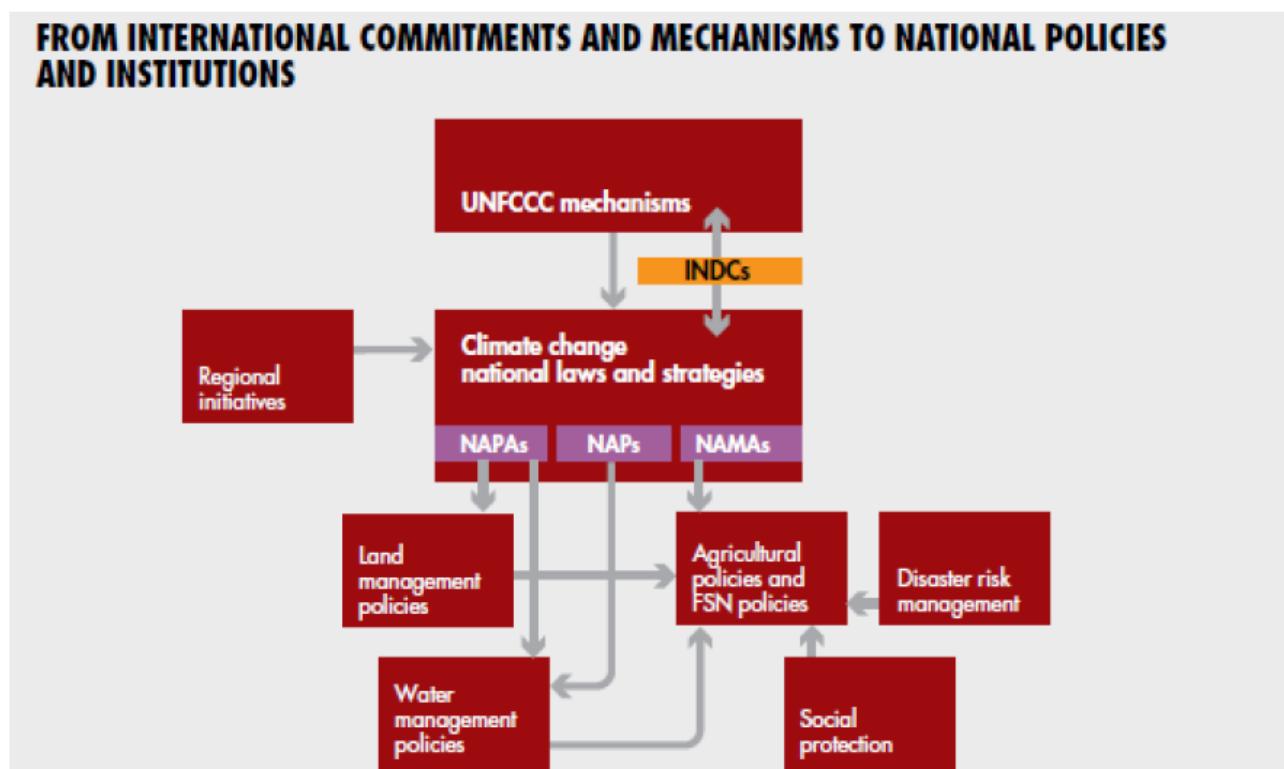 FROM INTERNATIONAL COMMITMENTS AND MECHANISMS TO NATIONAL POLICIES
AND INSTITUTIONS
UNFCCC mechanisms
INDCs
Regional
initiatives
Climate change
national laws and strategies
NAPAs
NAPs
NAMAs
Land
management
policies
Agricultural
policies and
FSN policies
Disaster risk
management
Water
management
policies
Social
protection